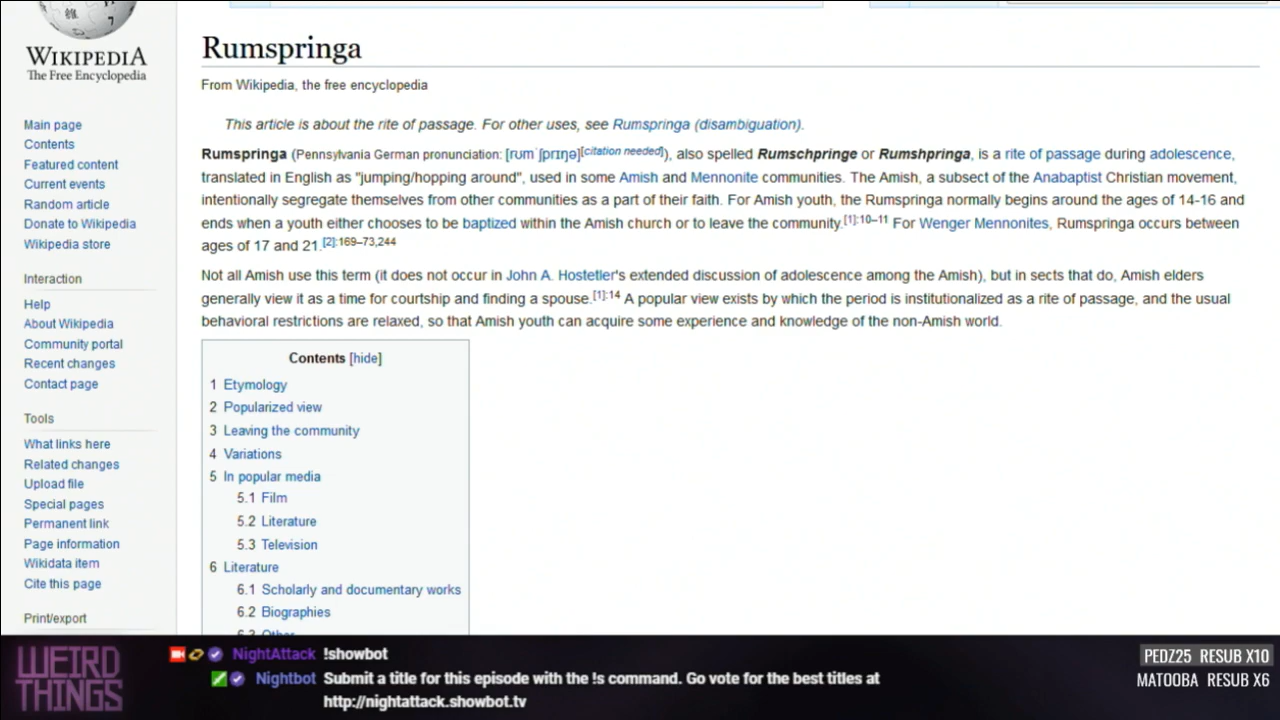 WIKIPEDIA
The Free Encyclopedia
Main page
Contents
Featured content
Current events
Random article
Donate to Wikipedia
Wikipedia store
Interaction
Help
About Wikipedia
Community portal
Recent changes
Contact page
Tools
What links here
Related changes
Upload file
Special pages
Permanent link
Page information
Wikidata item
Cite this page
Print/export
Rumspringa
From Wikipedia, the free encyclopedia
This article is about the rite of passage. For other uses, see Rumspringa (disambiguation).
Rumspringa (Pennsylvania German pronunciation: [rʊmˈʃprɪŋə][citation needed]), also spelled Rumschpringe or Rumshpringa, is a rite of passage during adolescence,
translated in English as "jumping/hopping around", used in some Amish and Mennonite communities. The Amish, a subsect of the Anabaptist Christian movement,
intentionally segregate themselves from other communities as a part of their faith. For Amish youth, the Rumspringa normally begins around the ages of 14-16 and
ends when a youth either chooses to be baptized within the Amish church or to leave the community.[1]:10–11 For Wenger Mennonites, Rumspringa occurs between
ages of 17 and 21.[2]:169–73,244
Not all Amish use this term (it does not occur in John A. Hostetler's extended discussion of adolescence among the Amish), but in sects that do, Amish elders
generally view it as a time for courtship and finding a spouse.[1]:14 A popular view exists by which the period is institutionalized as a rite of passage, and the usual
behavioral restrictions are relaxed, so that Amish youth can acquire some experience and knowledge of the non-Amish world.
Contents [hide]
1 Etymology
2 Popularized view
3 Leaving the community
4 Variations
5 In popular media
5.1 Film
5.2 Literature
5.3 Television
6 Literature
6.1 Scholarly and documentary works
6.2 Biographies
6.3 Other
WEIRD
THINGS
NightAttack !showbot
Nightbot Submit a title for this episode with the !s command. Go vote for the best titles at
http://nightattack.showbot.tv
PEDZ25 RESUB X10
MATOOBA RESUB X6